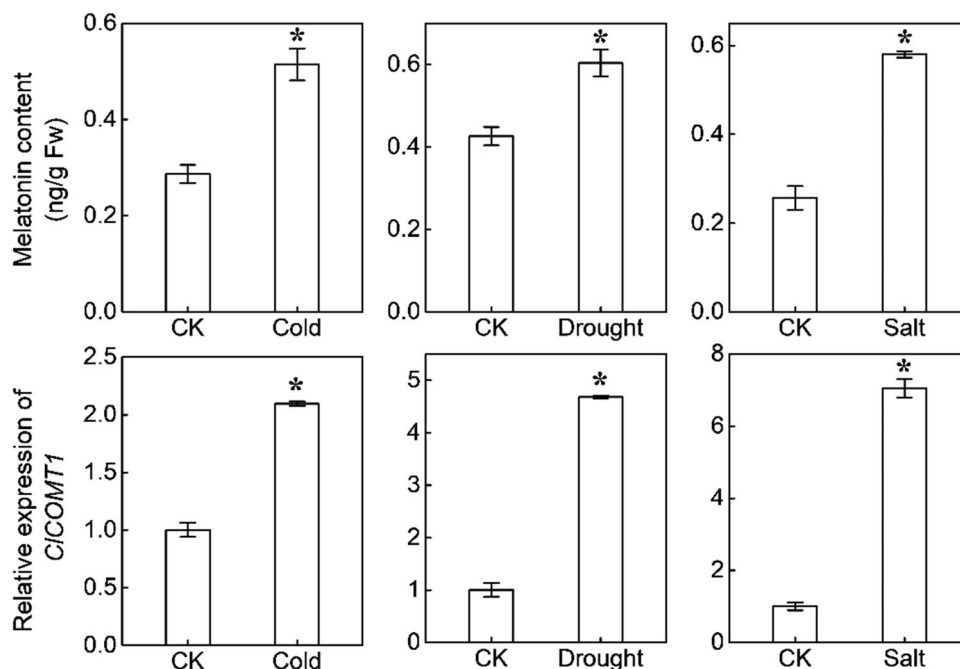 Melatonin content
(ng/g Fw)
0.6
0.4
0.2
0.0
*
CK
Cold
0.6
0.4
0.2
0.0
*
CK
Drought
0.6
0.4
0.2
0.0
*
CK
Salt
Relative expression of
ClCOMT1
2.5
2.0
1.5
1.0
0.5
0.0
*
CK
Cold
5
4
3
2
1
0
*
CK
Drought
8
6
4
2
0
*
CK
Salt